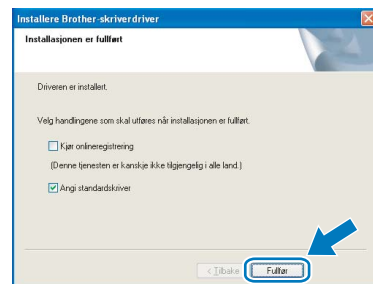 Installere Brother-skriverdriver
Installasjonen er fullført
Driveren er installert.
Velg handlingene som skal utføres når installasjonen er fullført.
Kjør onlineregistrering
(Denne tjenesten er kanskje ikke tilgjengelig i alle land.)
Angi standardskriver
< Tilbake Fullfør